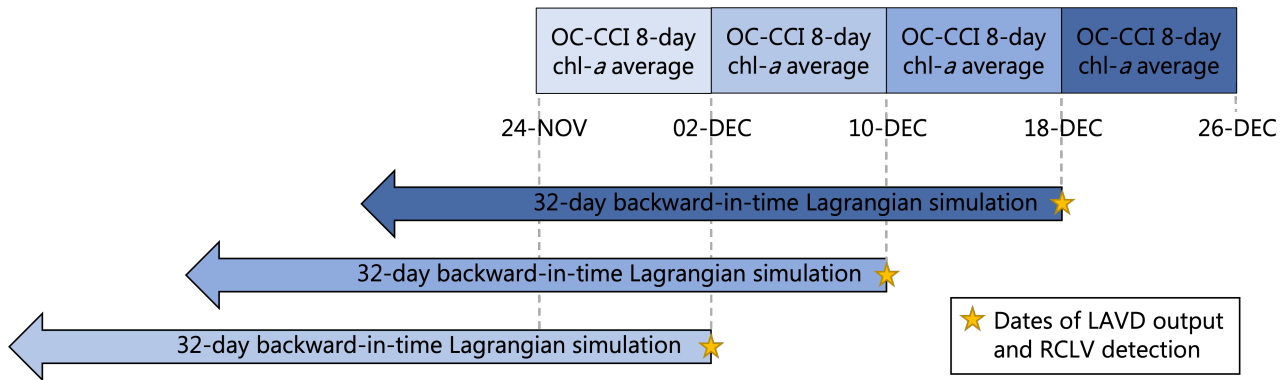 OC-CCI 8-day
chl-a average
OC-CCI 8-day
chl-a average
OC-CCI 8-day
chl-a average
OC-CCI 8-day
chl-a average
24-NOV
02-DEC
10-DEC
18-DEC
26-DEC
32-day backward-in-time Lagrangian simulation
32-day backward-in-time Lagrangian simulation
32-day backward-in-time Lagrangian simulation
Dates of LAVD output
and RCLV detection